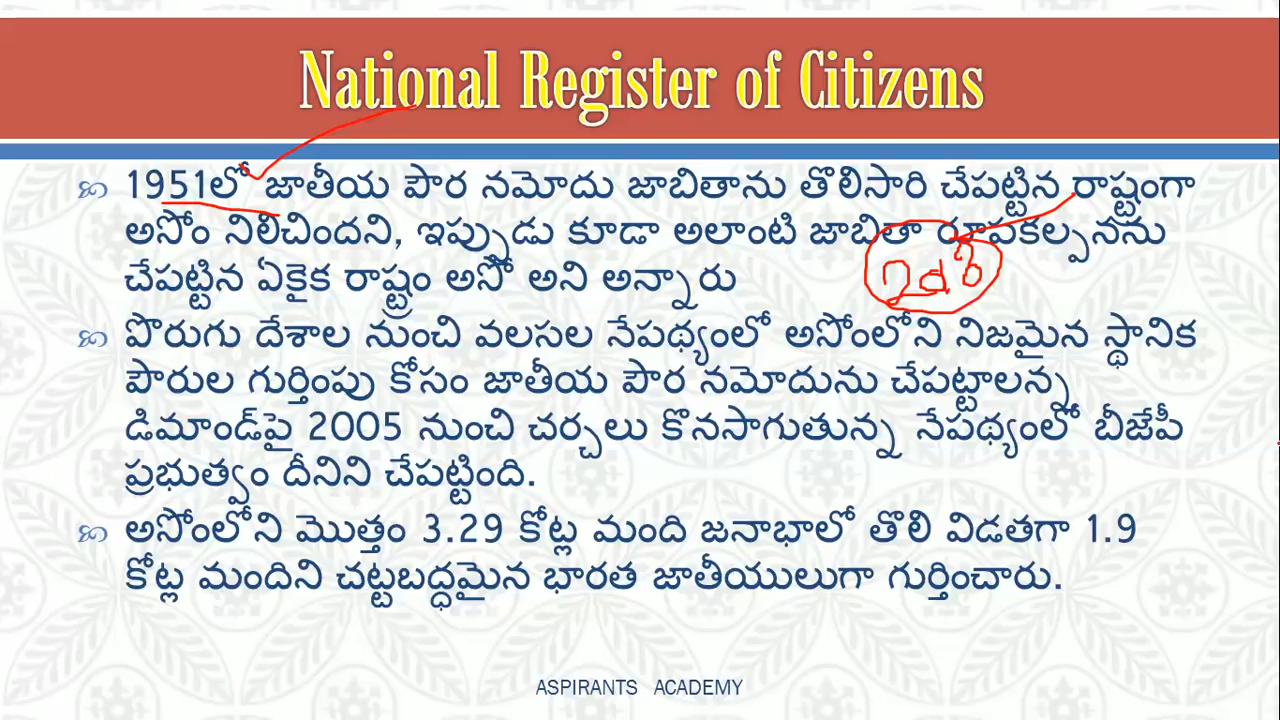 National Register of Citizens
1951లో జాతీయ పౌర నమోదు జాబితాను తొలిసారి చేపట్టిన రాష్ట్రంగా
అసోం నిలిచిందని, ఇప్పుడు కూడా అలాంటి జాబితా రూపకల్పనను
చేపట్టిన ఏకైక రాష్ట్రం అసో అని అన్నారు
పొరుగు దేశాల నుంచి వలసల నేపథ్యంలో అసోంలోని నిజమైన స్థానిక
పౌరుల గుర్తింపు కోసం జాతీయ పౌర నమోదును చేపట్టాలన్న
డిమాండ్‌పై 2005 నుంచి చర్చలు కొనసాగుతున్న నేపథ్యంలో బీజేపీ
ప్రభుత్వం దీనిని చేపట్టింది.
అసోంలోని మొత్తం 3.29 కోట్ల మంది జనాభాలో తొలి విడతగా 1.9
కోట్ల మందిని చట్టబద్ధమైన భారత జాతీయులుగా గుర్తించారు.
ASPIRANTS ACADEMY